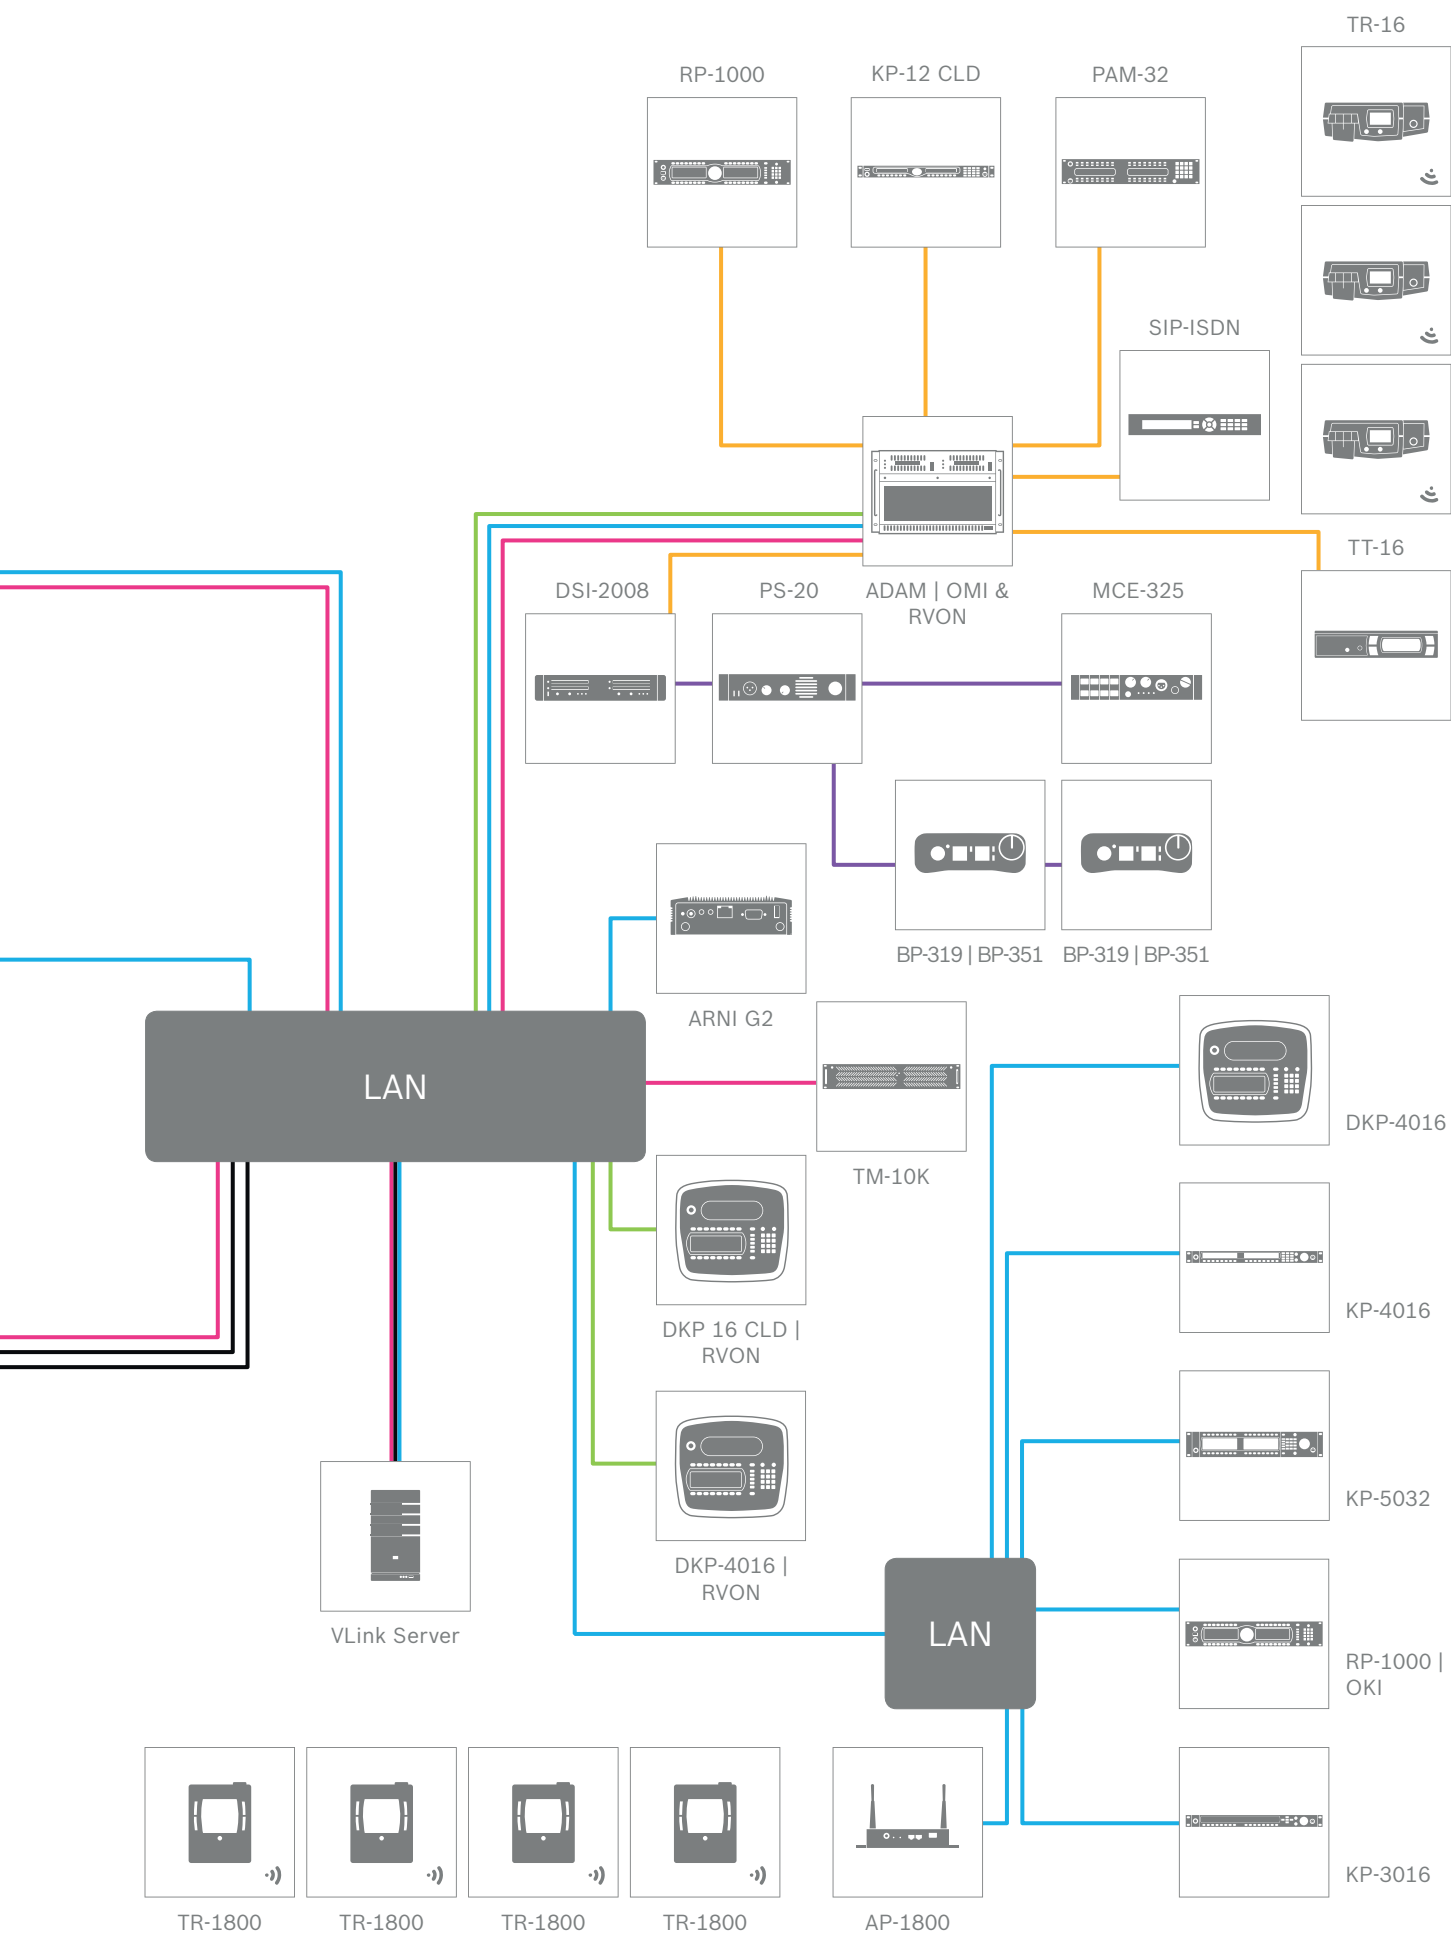 TR-16
RP-1000
KP-12 CLD
PAM-32
SIP-ISDN
TT-16
DSI-2008
PS-20
ADAM | OMI &
RVON
MCE-325
BP-319 | BP-351
BP-319 | BP-351
ARNI G2
LAN
DKP-4016
TM-10K
KP-4016
DKP 16 CLD |
RVON
KP-5032
DKP-4016 |
RVON
LAN
VLink Server
RP-1000 |
OKI
KP-3016
TR-1800
TR-1800
TR-1800
TR-1800
AP-1800